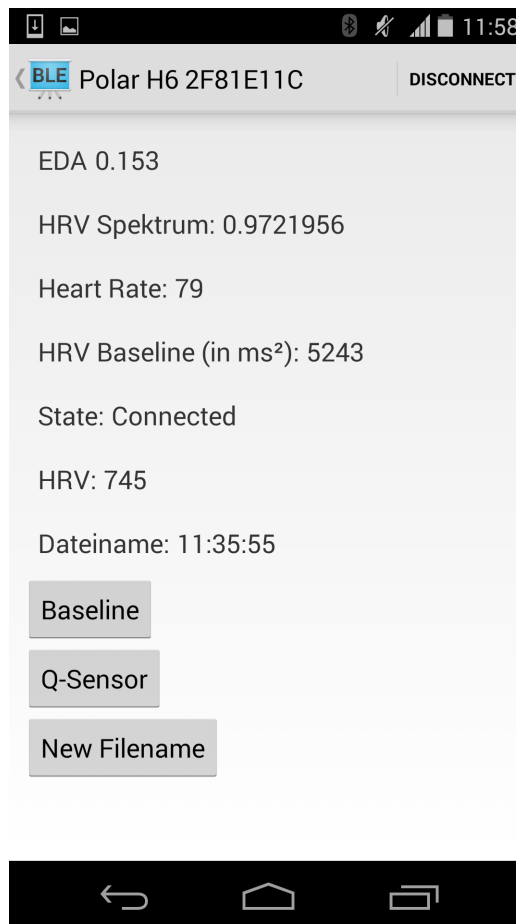 11:58
BLE Polar H6 2F81E11C DISCONNECT
EDA 0.153
HRV Spektrum: 0.9721956
Heart Rate: 79
HRV Baseline (in ms²): 5243
State: Connected
HRV: 745
Dateiname: 11:35:55
Baseline
Q-Sensor
New Filename